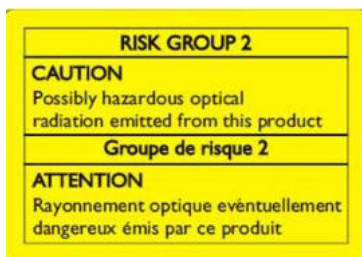 RISK GROUP 2
CAUTION
Possibly hazardous optical
radiation emitted from this product
Groupe de risque 2
ATTENTION
Rayonnement optique evéntuellement
dangereux émis par ce produit